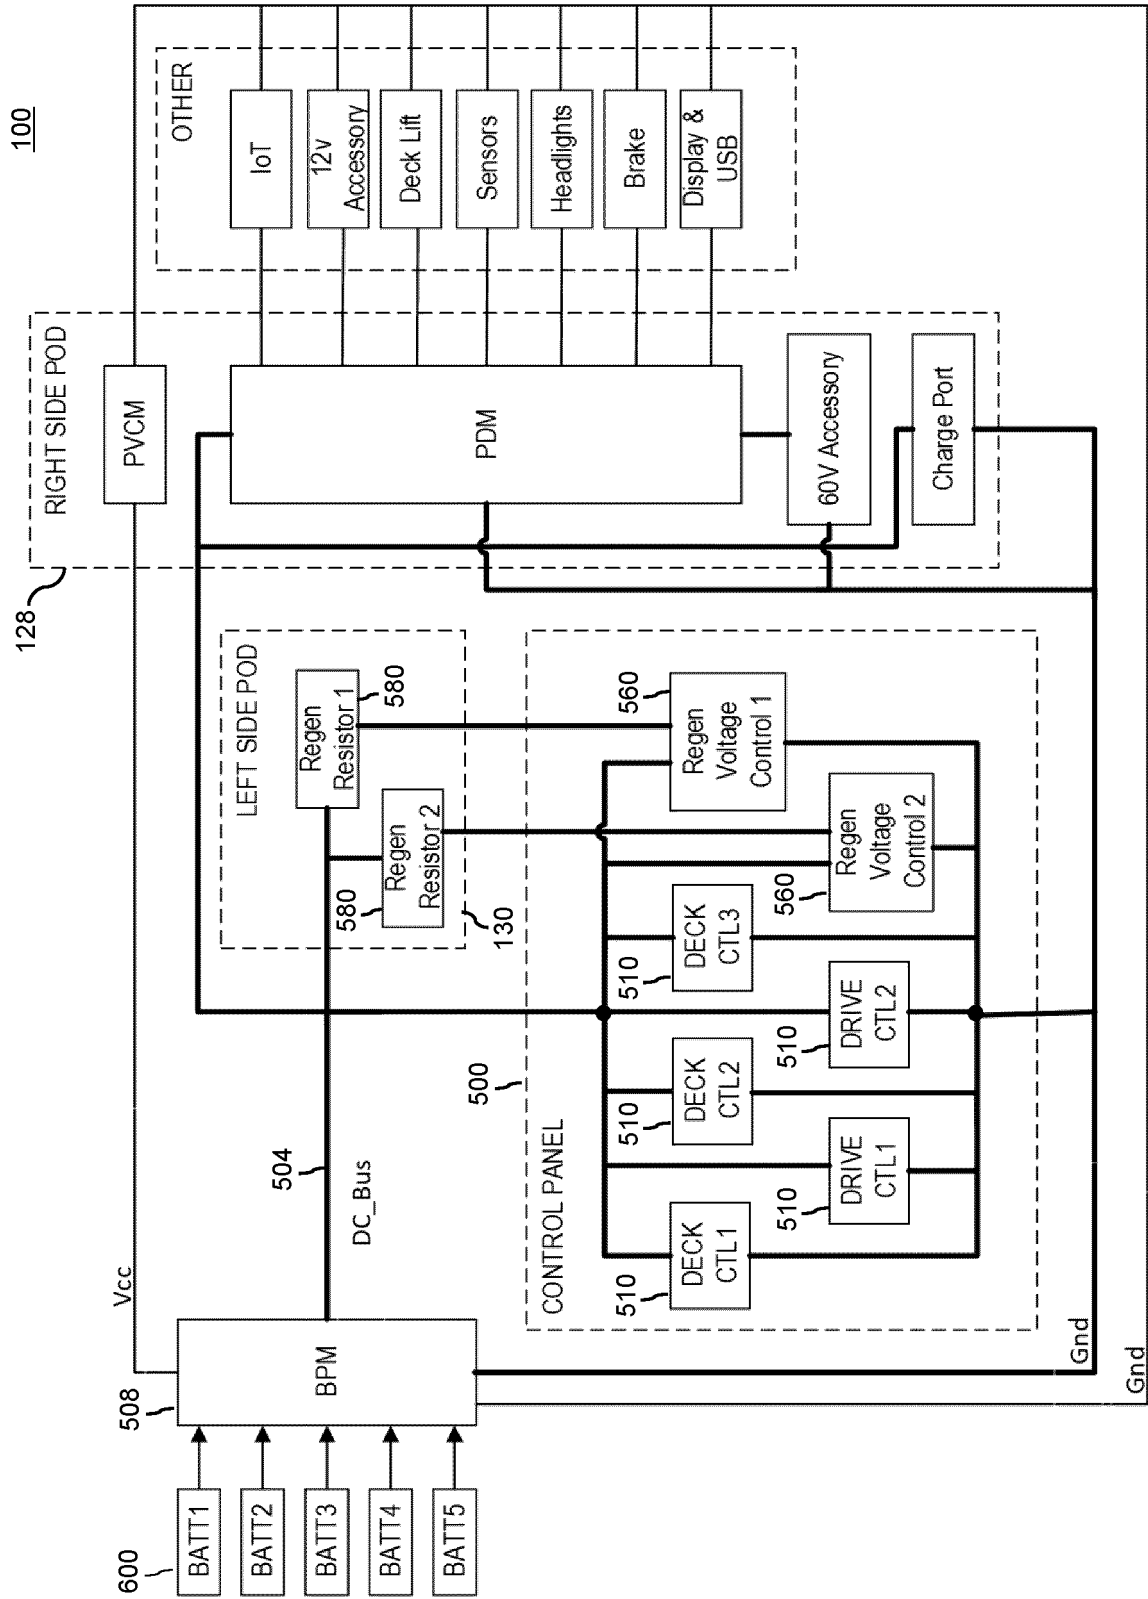 100
600
BATT1
BATT2
BATT3
BATT4
BATT5
508
BPM
Vcc
504
DC_Bus
Gnd
Gnd
LEFT SIDE POD
Regen
Resistor 1
580
Regen
Resistor 2
580
130
500
CONTROL PANEL
DECK
CTL1
510
DRIVE
CTL1
510
DECK
CTL2
510
DRIVE
CTL2
510
DECK
CTL3
510
Regen
Voltage
Control 2
560
Regen
Voltage
Control 1
560
128
RIGHT SIDE POD
PVCM
PDM
60V Accessory
Charge Port
OTHER
IoT
12v
Accessory
Deck Lift
Sensors
Headlights
Brake
Display &
USB